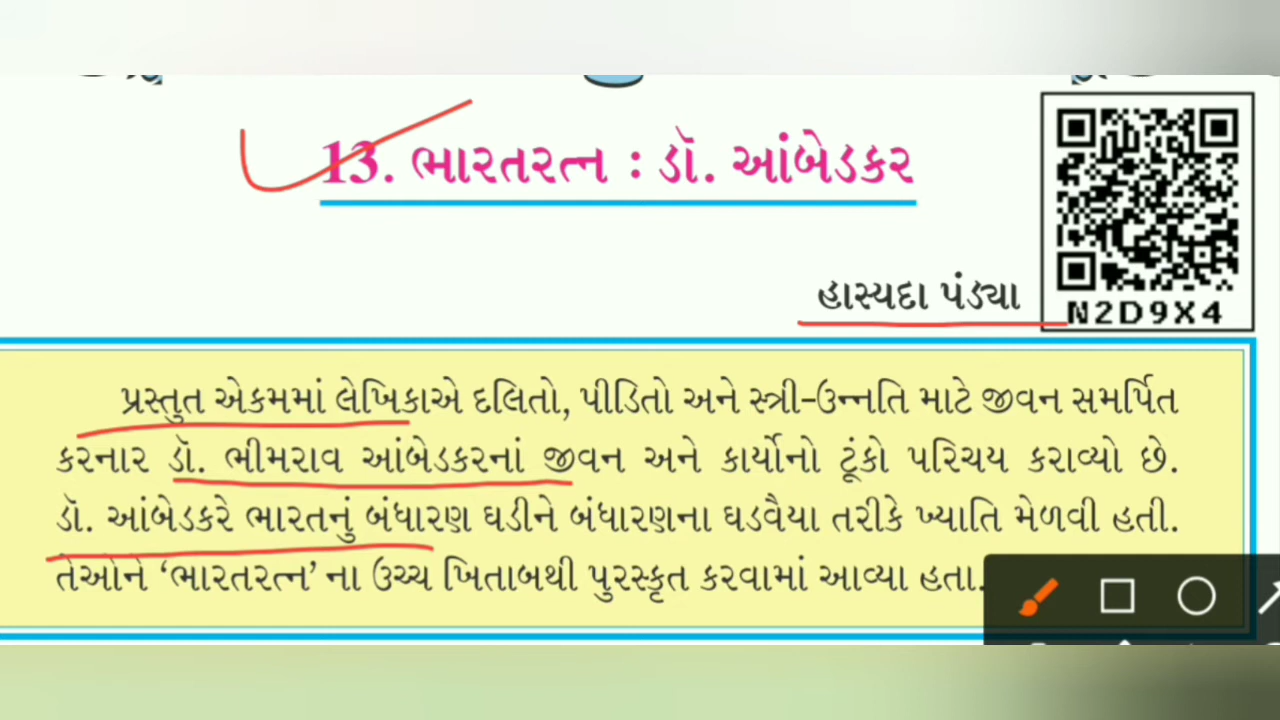 13. ભારતરત્ન : ડૉ. આંબેડકર
હાસ્યદા પંડ્યા
N2D9X4
પ્રસ્તુત એકમમાં લેખિકાએ દલિતો, પીડિતો અને સ્ત્રી-ઉન્નતિ માટે જીવન સમર્પિત
કરનાર ડૉ. ભીમરાવ આંબેડકરનાં જીવન અને કાર્યોનો ટૂંકો પરિચય કરાવ્યો છે.
ડૉ. આંબેડકરે ભારતનું બંધારણ ઘડીને બંધારણના ઘડવૈયા તરીકે ખ્યાતિ મેળવી હતી.
તેઓને ‘ભારતરત્ન’ ના ઉચ્ચ ખિતાબથી પુરસ્કૃત કરવામાં આવ્યા હતા.